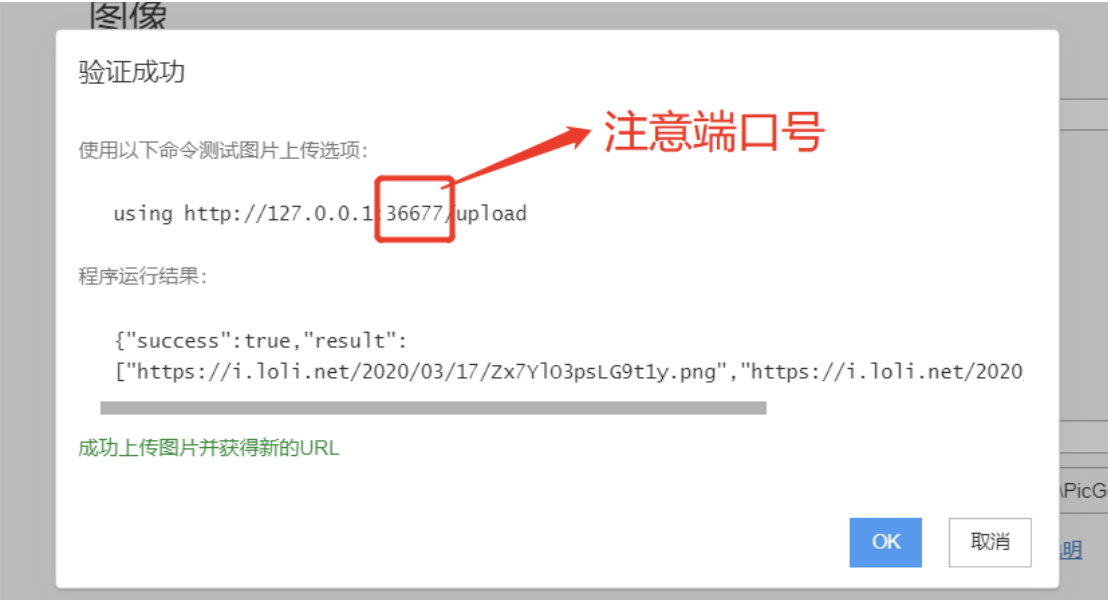 图像
验证成功
注意端口号
使用以下命令测试图片上传选项:
using http://127.0.0.1:36677/upload
程序运行结果:
{"success":true,"result":
["https://i.loli.net/2020/03/17/Zx7YlO3psLG9t1y.png","https://i.loli.net/2020
成功上传图片并获得新的URL
\PicG
OK
取消
明